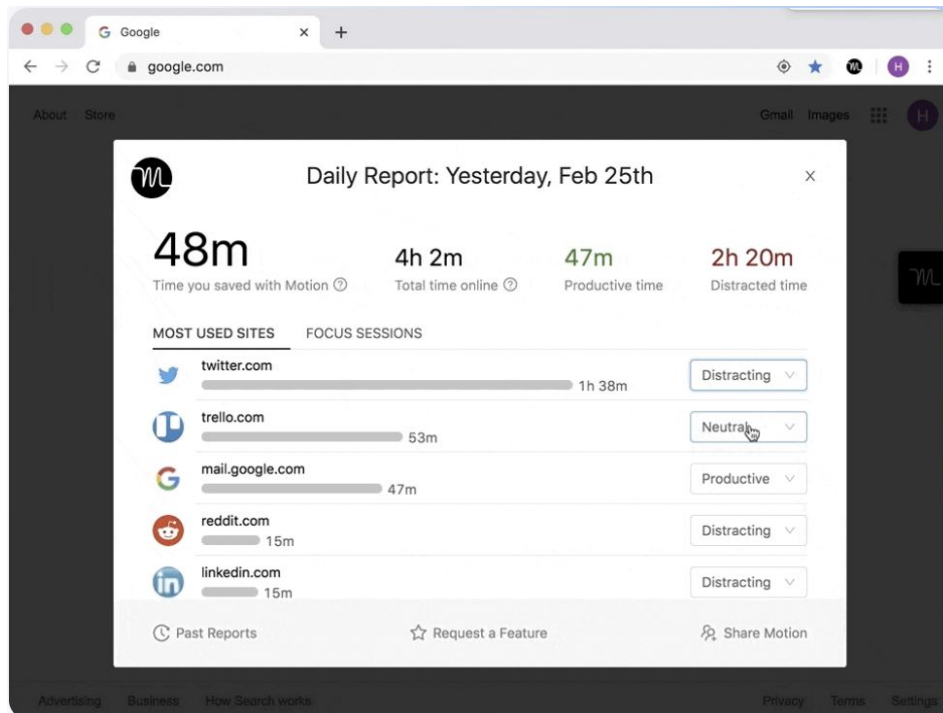 Google
google.com
H
About Store
Gmail Images
H
Daily Report: Yesterday, Feb 25th
48m
Time you saved with Motion
4h 2m
Total time online
47m
Productive time
2h 20m
Distracted time
MOST USED SITES FOCUS SESSIONS
twitter.com
1h 38m
Distracting
trello.com
53m
Neutral
mail.google.com
47m
Productive
reddit.com
15m
Distracting
linkedin.com
15m
Distracting
Past Reports
Request a Feature
Share Motion
Advertising Business How Search works
Privacy Terms Settings